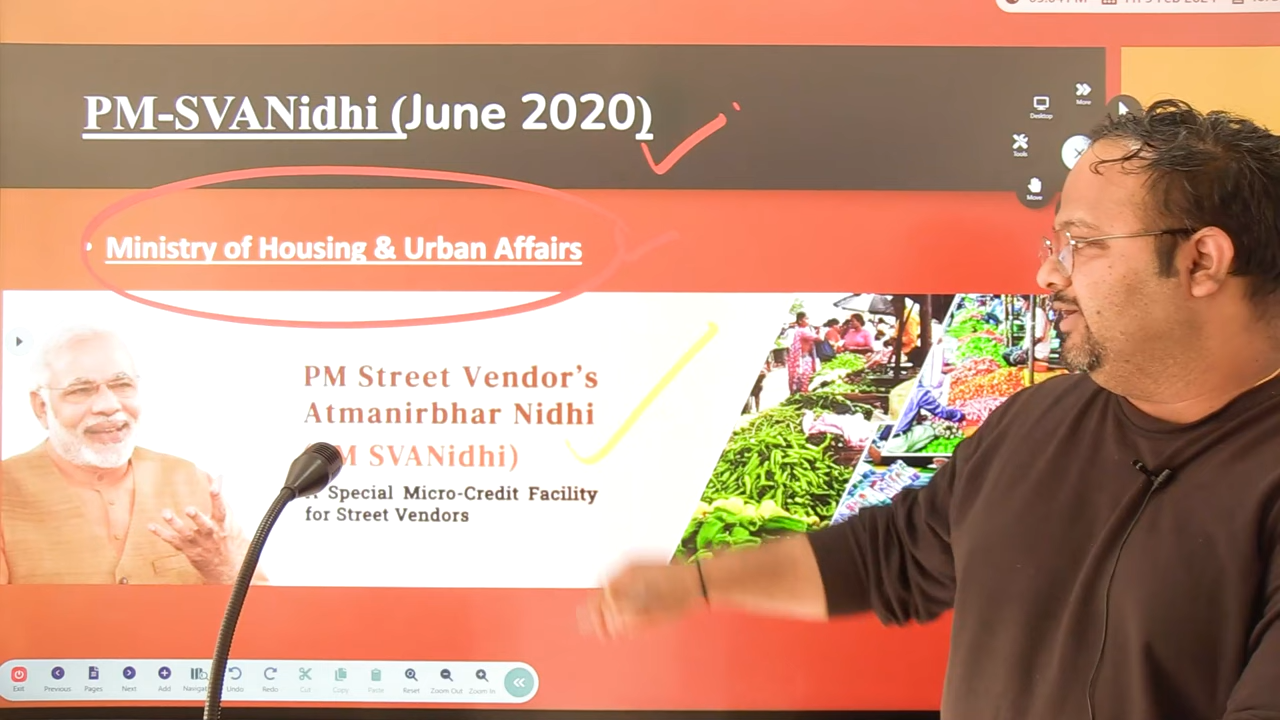 PM-SVANidhi (June 2020)
More
Desktop
Tools
Move
• Ministry of Housing & Urban Affairs
PM Street Vendor's
Atmanirbhar Nidhi
SVANidhi)
Special Micro-Credit Facility
for Street Vendors
Exit Previous Pages Next Add Undo Redo Cut Copy Paste Reset Zoom Out Zoom In